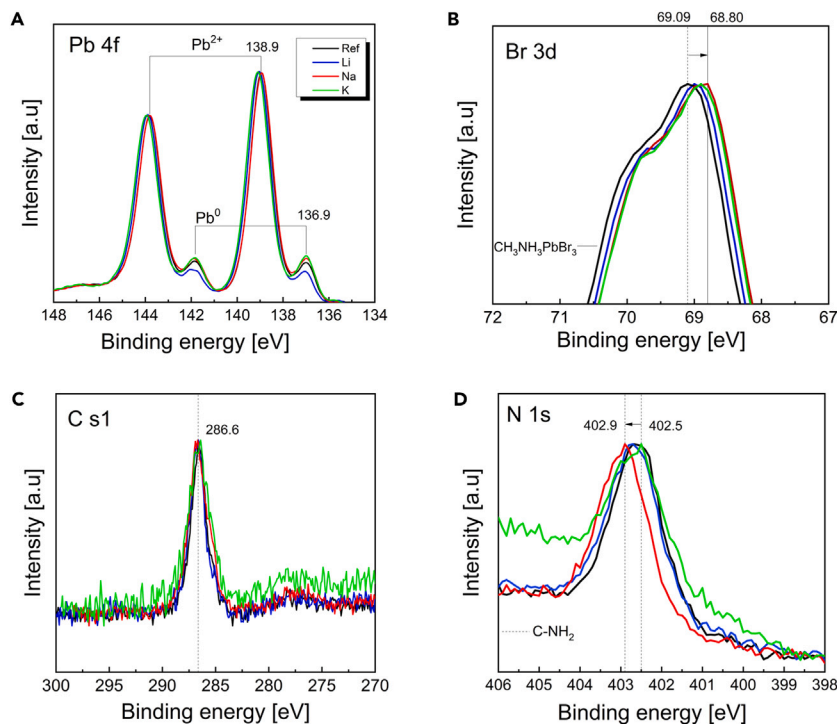 A
Pb 4f
Pb²⁺
138.9
Ref
Li
Na
K
Pb⁰
136.9
Intensity [a.u]
148 146 144 142 140 138 136 134
Binding energy [eV]
B
69.09 68.80
Br 3d
CH₃NH₃PbBr₃
Intensity [a.u]
72 71 70 69 68 67
Binding energy [eV]
C
C s1
286.6
Intensity [a.u]
300 295 290 285 280 275 270
Binding energy [eV]
D
N 1s
402.9 402.5
C-NH₂
Intensity [a.u]
406 405 404 403 402 401 400 399 398
Binding energy [eV]